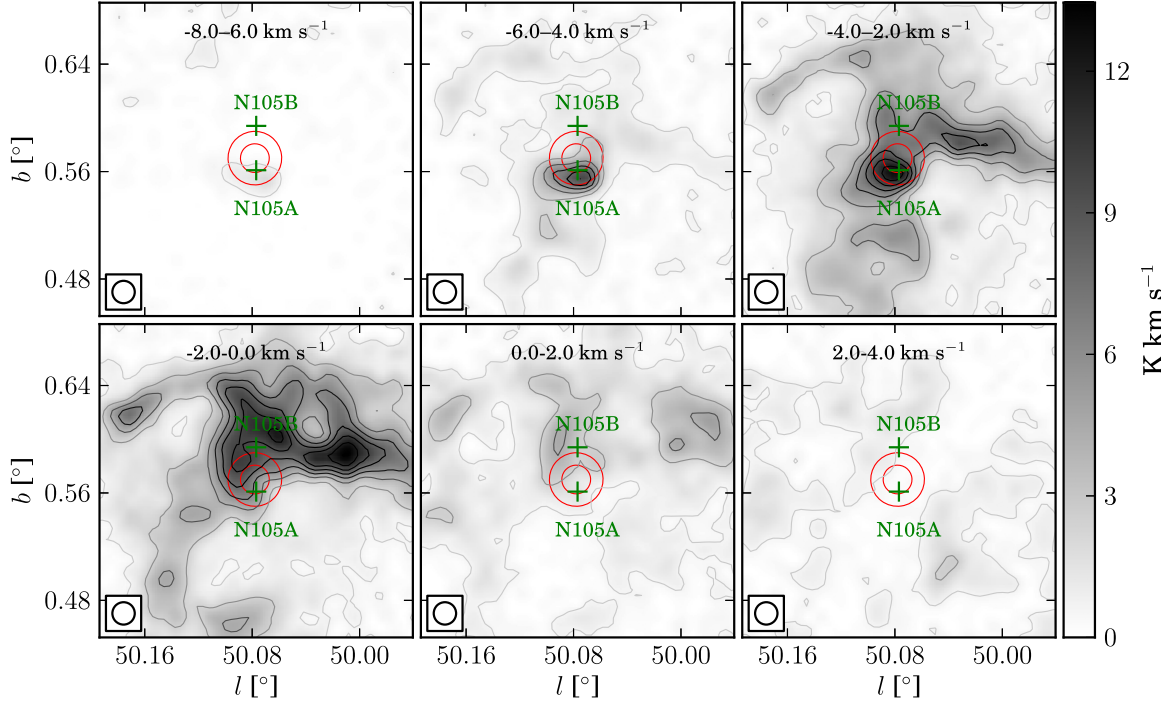 -8.0–6.0 km s⁻¹
-6.0–4.0 km s⁻¹
-4.0–2.0 km s⁻¹
N105B
N105B
N105B
N105A
N105A
N105A
0.64
0.56
0.48
b [°]
-2.0-0.0 km s⁻¹
0.0-2.0 km s⁻¹
2.0-4.0 km s⁻¹
N105B
N105B
N105B
N105A
N105A
N105A
0.64
0.56
0.48
b [°]
50.16 50.08 50.00
50.16 50.08 50.00
50.16 50.08 50.00
l [°]
l [°]
l [°]
12
9
6
3
0
K km s⁻¹